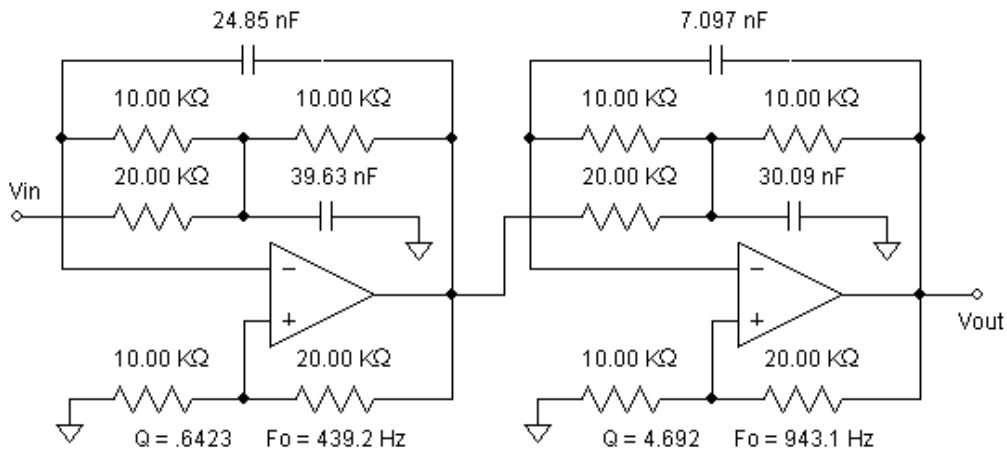 24.85 nF 7.097 nF
10.00 KΩ 10.00 KΩ 10.00 KΩ 10.00 KΩ
20.00 KΩ 39.63 nF 20.00 KΩ 30.09 nF
Vin
− −
+ +
Vout
10.00 KΩ 20.00 KΩ 10.00 KΩ 20.00 KΩ
Q = .6423 Fo = 439.2 Hz Q = 4.692 Fo = 943.1 Hz